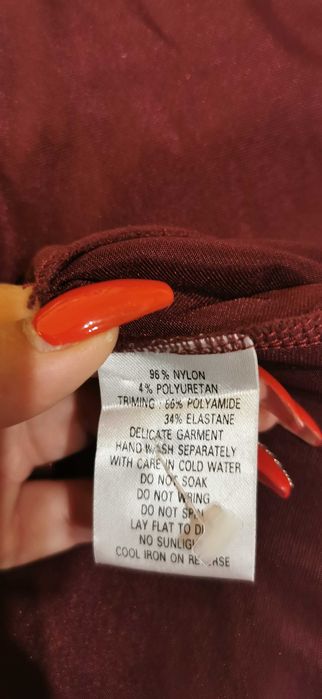 96% NYLON
4% POLYURETAN
TRIMING : 66% POLYAMIDE
34% ELASTANE
DELICATE GARMENT
HAND WASH SEPARATELY
WITH CARE IN COLD WATER
DO NOT SOAK
DO NOT WRING
DO NOT
LAY FLAT TO
NO
COOL IRON ON